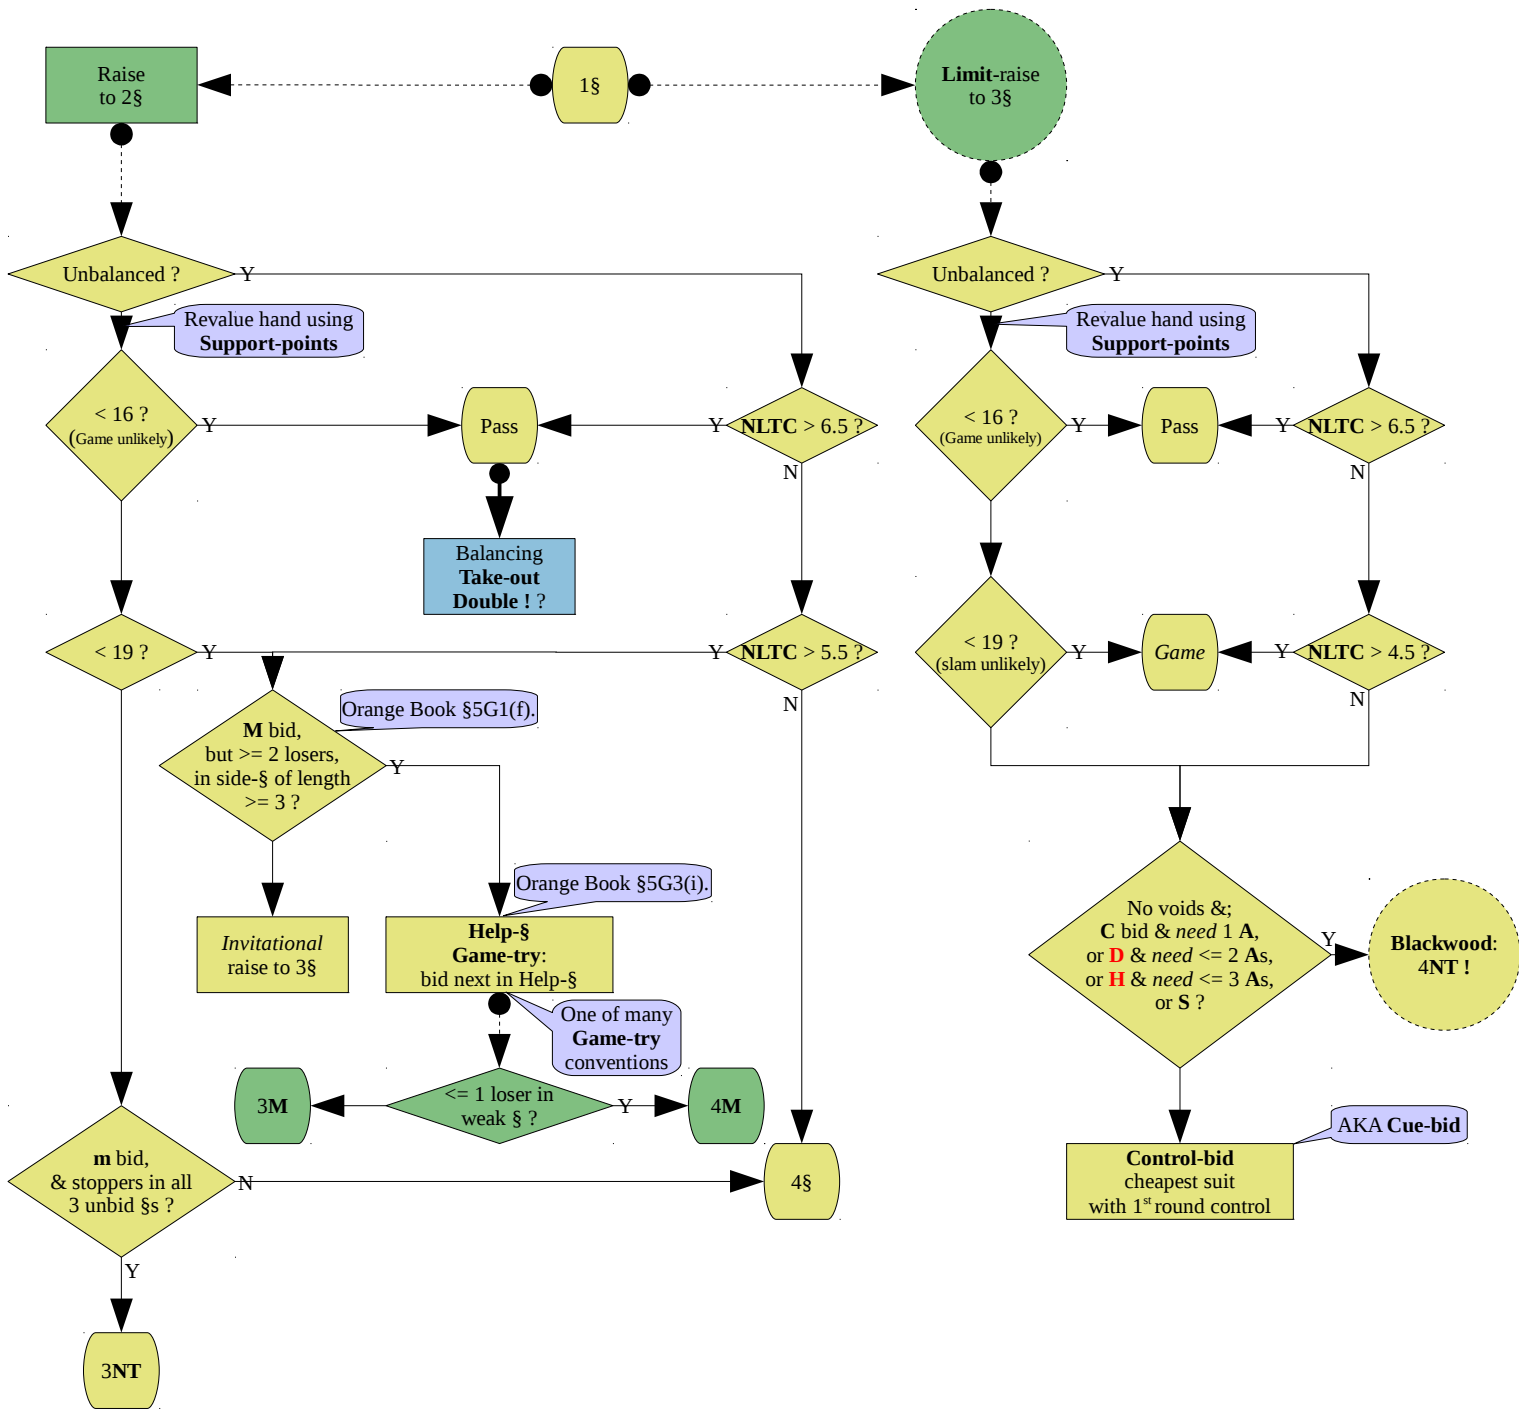 Raise
to 2§
1§
Limit-raise
to 3§
Unbalanced ?
Y
Unbalanced ?
Y
Revalue hand using
Support-points
Revalue hand using
Support-points
< 16 ?
(Game unlikely)
Y
Pass
Y
NLTC > 6.5 ?
N
< 16 ?
(Game unlikely)
Y
Pass
Y
NLTC > 6.5 ?
N
Balancing
Take-out
Double ! ?
< 19 ?
Y
Y
NLTC > 5.5 ?
N
< 19 ?
(slam unlikely)
Y
Game
Y
NLTC > 4.5 ?
N
Orange Book §5G1(f).
M bid,
but >= 2 losers,
in side-§ of length
>= 3 ?
Y
Orange Book §5G3(i).
Invitational
raise to 3§
Help-§
Game-try:
bid next in Help-§
No voids &;
C bid & need 1 A,
or D & need <= 2 As,
or H & need <= 3 As,
or S ?
Y
Blackwood:
4NT !
One of many
Game-try
conventions
3M
<= 1 loser in
weak § ?
Y
4M
m bid,
& stoppers in all
3 unbid §s ?
N
4§
Y
AKA Cue-bid
Control-bid
cheapest suit
with 1st round control
3NT